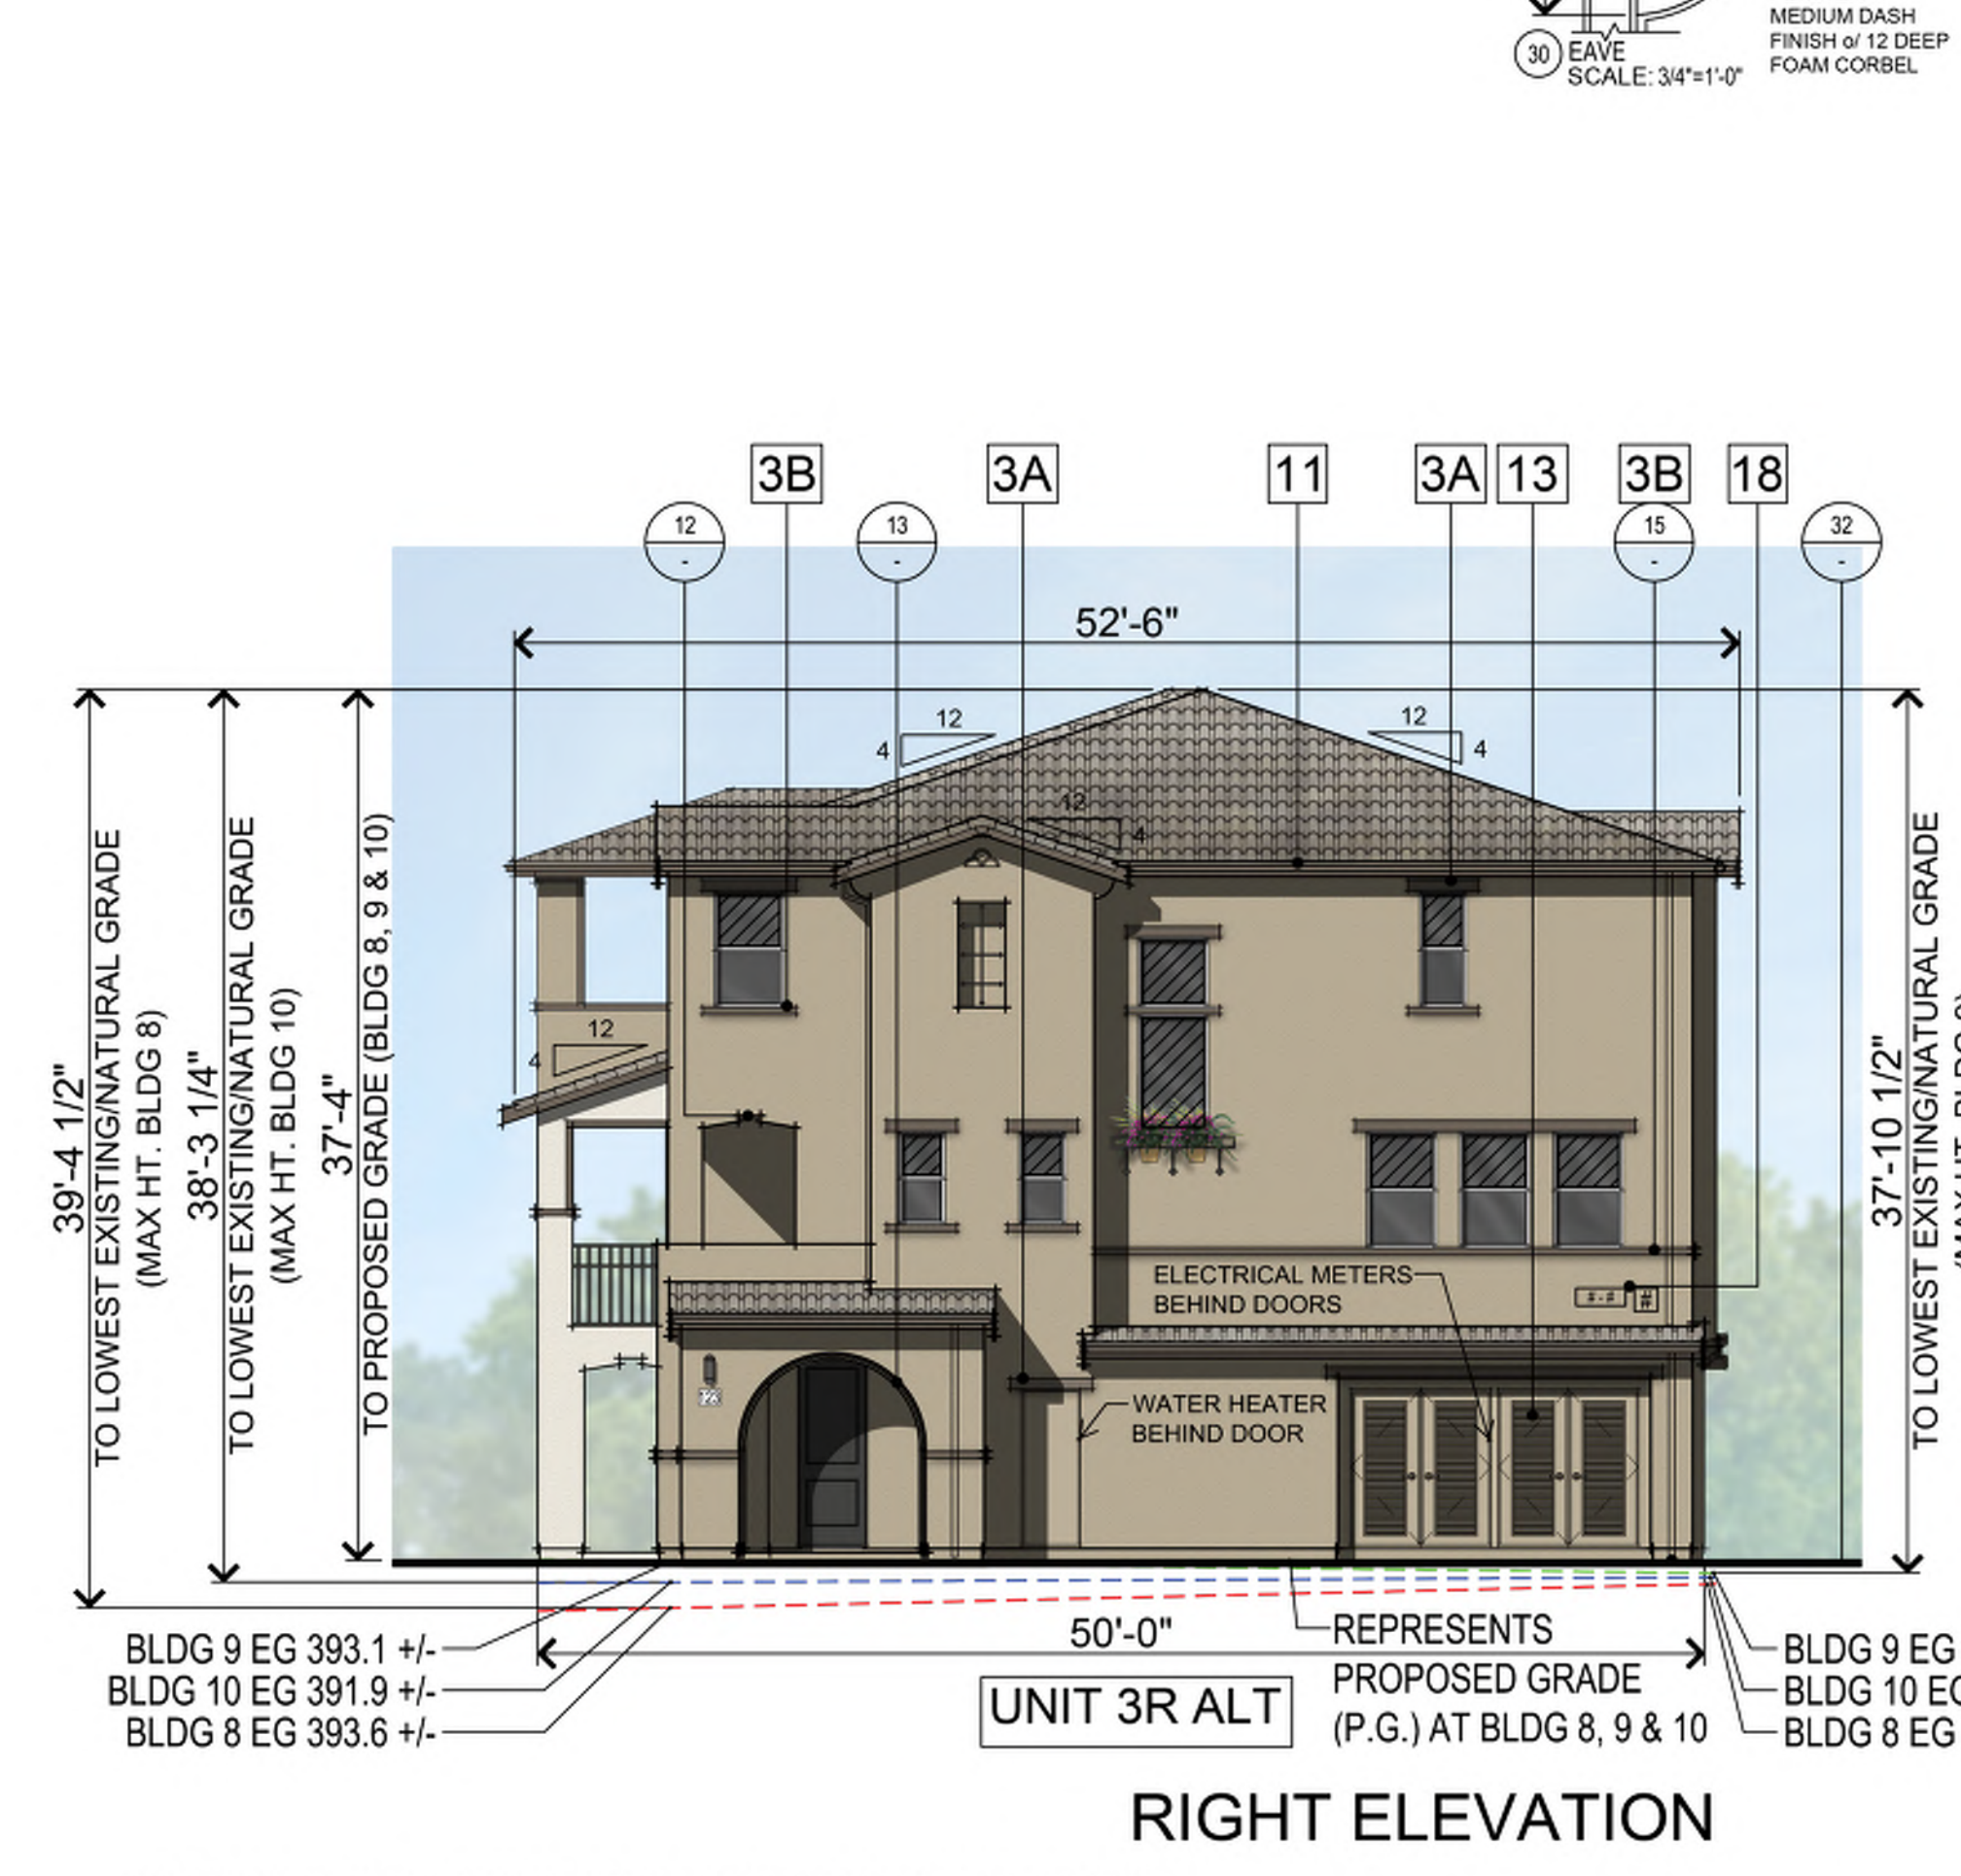 MEDIUM DASH
FINISH o/ 12 DEEP
FOAM CORBEL
30 EAVE
SCALE: 3/4"=1'-0"
3B
3A
11
3A
13
3B
18
12
-
13
-
15
-
32
-
52'-6"
12
4
12
4
12
4
12
4
39'-4 1/2"
TO LOWEST EXISTING/NATURAL GRADE
(MAX HT. BLDG 8)
38'-3 1/4"
TO LOWEST EXISTING/NATURAL GRADE
(MAX HT. BLDG 10)
37'-4"
TO PROPOSED GRADE (BLDG 8, 9 & 10)
37'-10 1/2"
TO LOWEST EXISTING/NATURAL GRADE
ELECTRICAL METERS
BEHIND DOORS
#-#
#
WATER HEATER
BEHIND DOOR
BLDG 9 EG 393.1 +/-
BLDG 10 EG 391.9 +/-
BLDG 8 EG 393.6 +/-
50'-0"
UNIT 3R ALT
REPRESENTS
PROPOSED GRADE
(P.G.) AT BLDG 8, 9 & 10
BLDG 9 EG
BLDG 10 EG
BLDG 8 EG
RIGHT ELEVATION